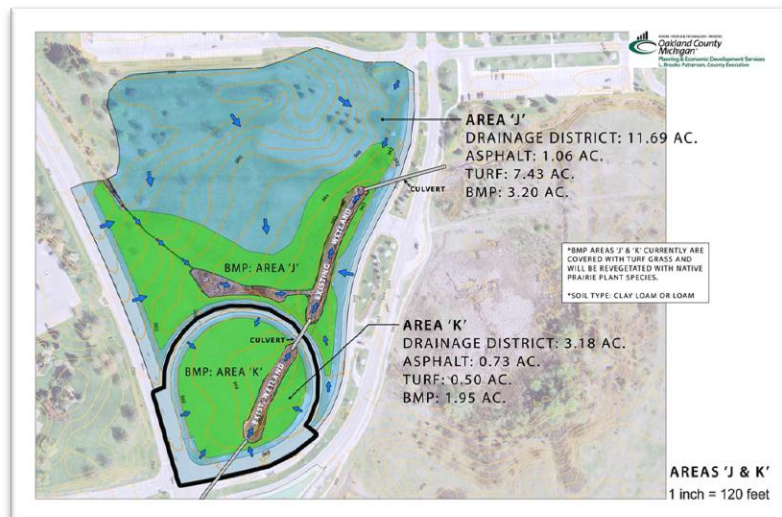 Oakland County
Michigan
Planning & Economic Development Services
L. Brooks Patterson, County Executive
AREA 'J'
DRAINAGE DISTRICT: 11.69 AC.
ASPHALT: 1.06 AC.
TURF: 7.43 AC.
BMP: 3.20 AC.
CULVERT
BMP: AREA 'J'
EXISTING WETLAND
*BMP AREAS 'J' & 'K' CURRENTLY ARE
COVERED WITH TURF GRASS AND
WILL BE REVEGETATED WITH NATIVE
PRAIRIE PLANT SPECIES.
*SOIL TYPE: CLAY LOAM OR LOAM
AREA 'K'
DRAINAGE DISTRICT: 3.18 AC.
ASPHALT: 0.73 AC.
TURF: 0.50 AC.
BMP: 1.95 AC.
CULVERT
BMP: AREA 'K'
EXIST. WETLAND
AREAS 'J & K'
1 inch = 120 feet